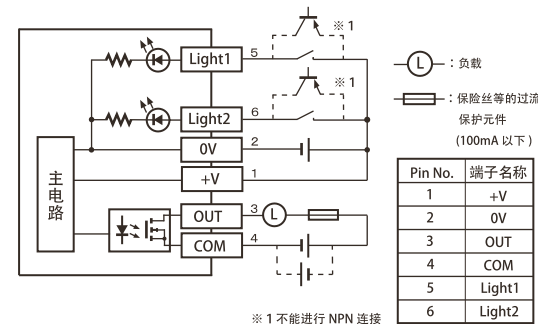 ※ 1
Light1
5
※ 1
Light2
6
0V
2
+V
1
主电路
OUT
3
L
COM
4
※ 1 不能进行 NPN 连接
L
：负载
：保险丝等的过流
保护元件
(100mA 以下 )
Pin No. 端子名称
1 +V
2 0V
3 OUT
4 COM
5 Light1
6 Light2